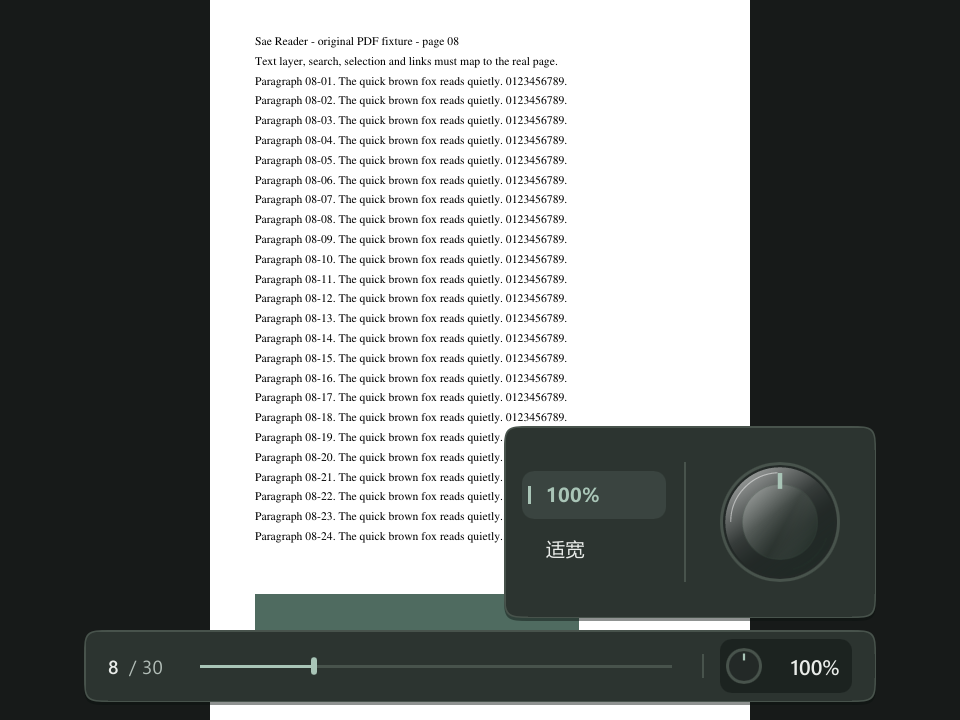 Sae Reader - original PDF fixture - page 08
Text layer, search, selection and links must map to the real page.
Paragraph 08-01. The quick brown fox reads quietly. 0123456789.
Paragraph 08-02. The quick brown fox reads quietly. 0123456789.
Paragraph 08-03. The quick brown fox reads quietly. 0123456789.
Paragraph 08-04. The quick brown fox reads quietly. 0123456789.
Paragraph 08-05. The quick brown fox reads quietly. 0123456789.
Paragraph 08-06. The quick brown fox reads quietly. 0123456789.
Paragraph 08-07. The quick brown fox reads quietly. 0123456789.
Paragraph 08-08. The quick brown fox reads quietly. 0123456789.
Paragraph 08-09. The quick brown fox reads quietly. 0123456789.
Paragraph 08-10. The quick brown fox reads quietly. 0123456789.
Paragraph 08-11. The quick brown fox reads quietly. 0123456789.
Paragraph 08-12. The quick brown fox reads quietly. 0123456789.
Paragraph 08-13. The quick brown fox reads quietly. 0123456789.
Paragraph 08-14. The quick brown fox reads quietly. 0123456789.
Paragraph 08-15. The quick brown fox reads quietly. 0123456789.
Paragraph 08-16. The quick brown fox reads quietly. 0123456789.
Paragraph 08-17. The quick brown fox reads quietly. 0123456789.
Paragraph 08-18. The quick brown fox reads quietly. 0123456789.
Paragraph 08-19. The quick brown fox reads quietly.
Paragraph 08-20. The quick brown fox reads quietly.
Paragraph 08-21. The quick brown fox reads quietly.
Paragraph 08-22. The quick brown fox reads quietly.
Paragraph 08-23. The quick brown fox reads quietly.
Paragraph 08-24. The quick brown fox reads quietly.
100%
适宽
8 / 30
100%